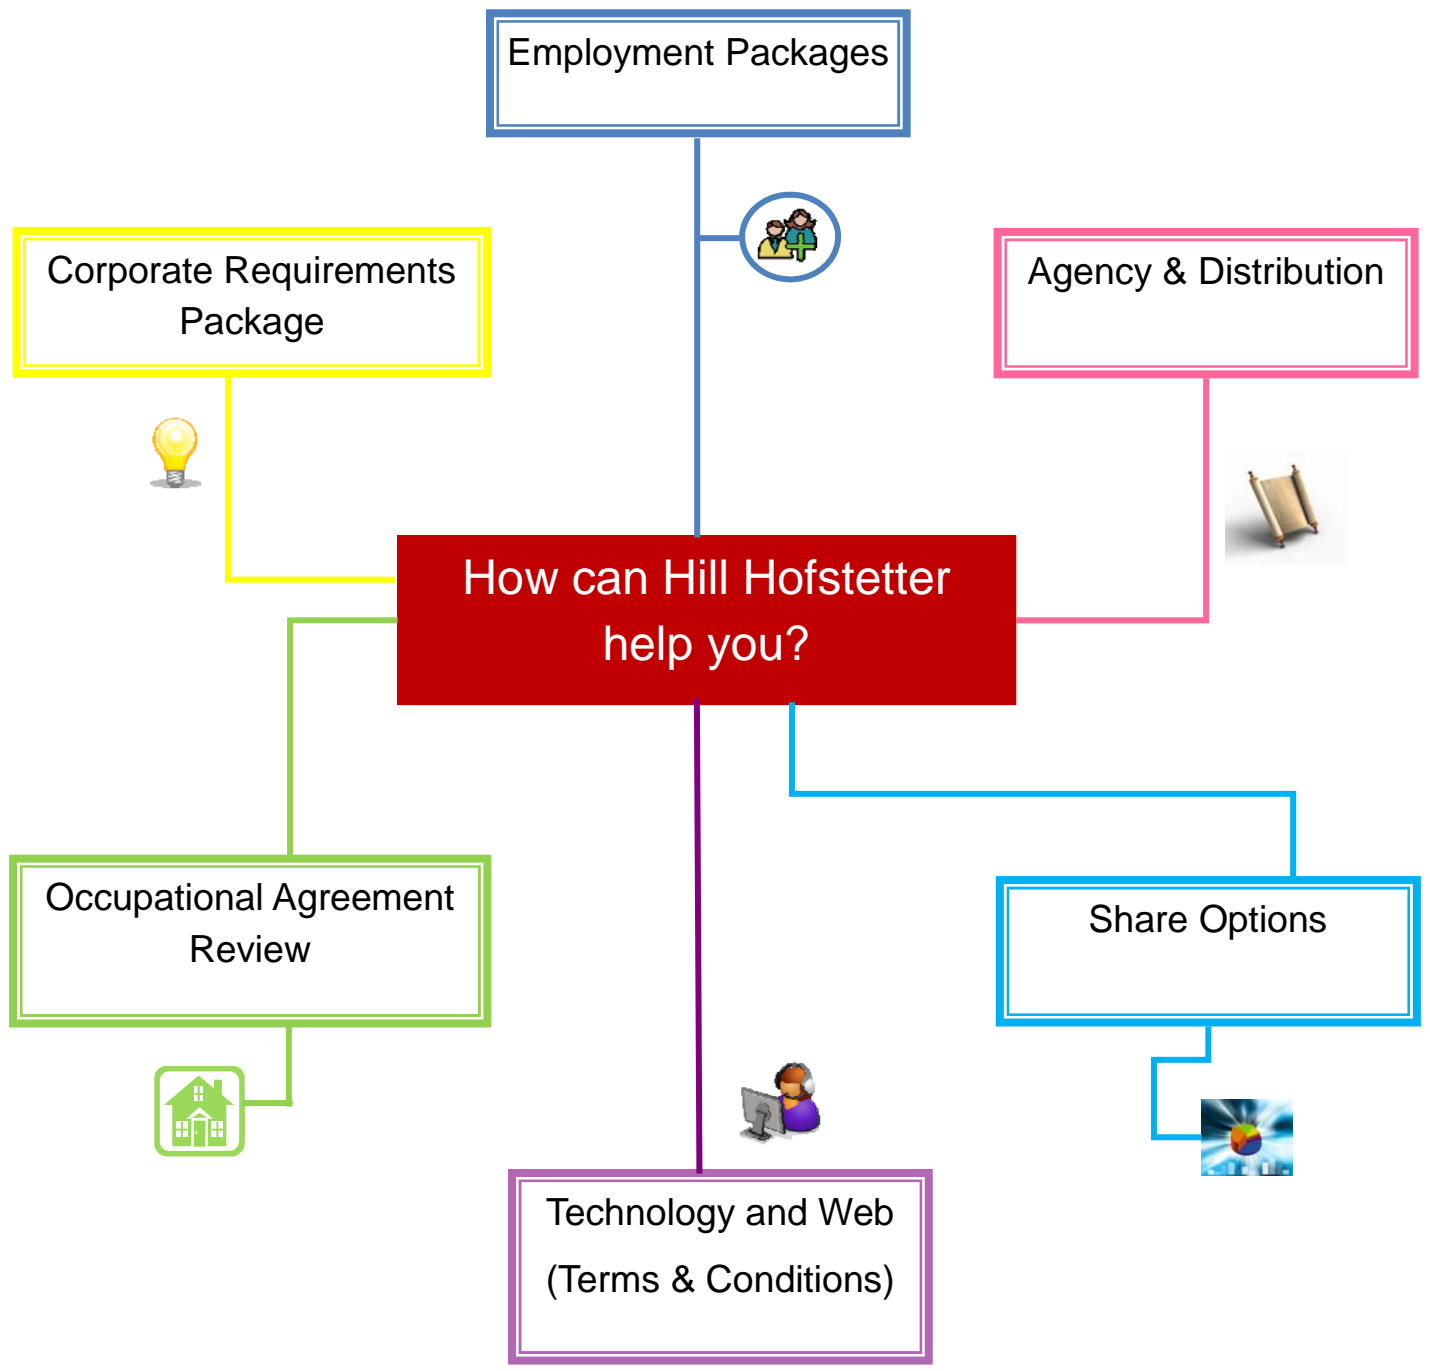 Employment Packages
Corporate Requirements
Package
Agency & Distribution
How can Hill Hofstetter
help you?
Occupational Agreement
Review
Share Options
Technology and Web
(Terms & Conditions)